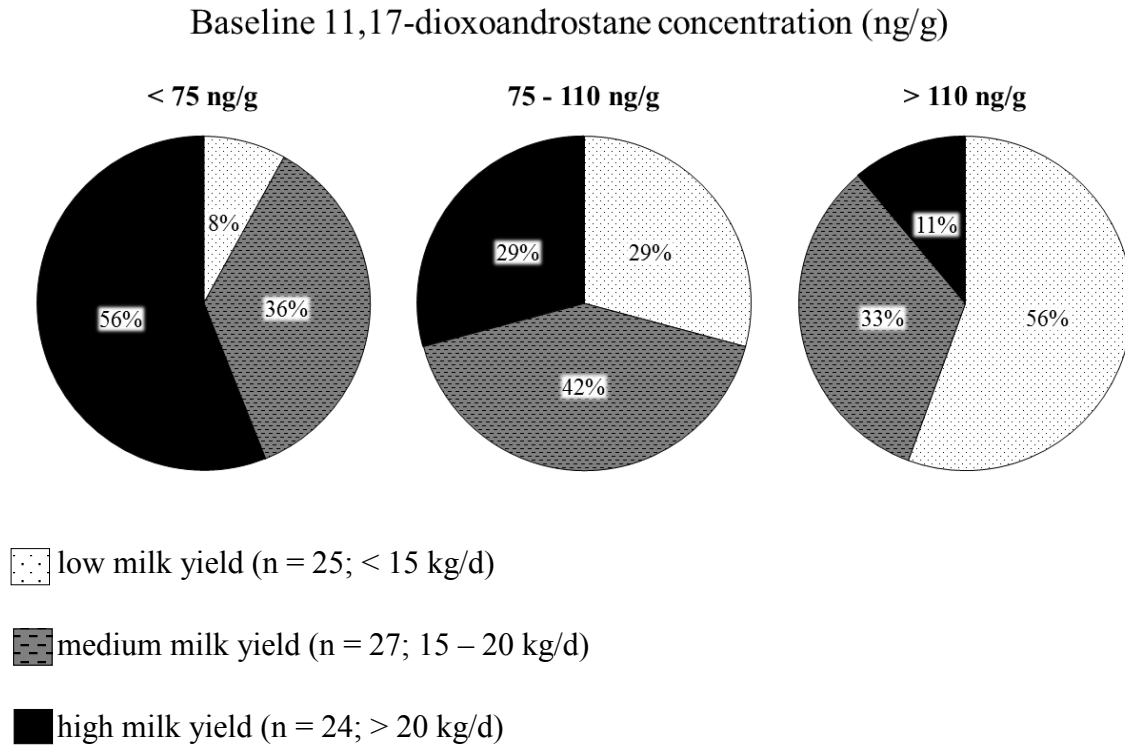 Baseline 11,17-dioxoandrostane concentration (ng/g)
< 75 ng/g
75 - 110 ng/g
> 110 ng/g
8%
36%
56%
29%
42%
29%
56%
33%
11%
low milk yield (n = 25; < 15 kg/d)
medium milk yield (n = 27; 15 – 20 kg/d)
high milk yield (n = 24; > 20 kg/d)